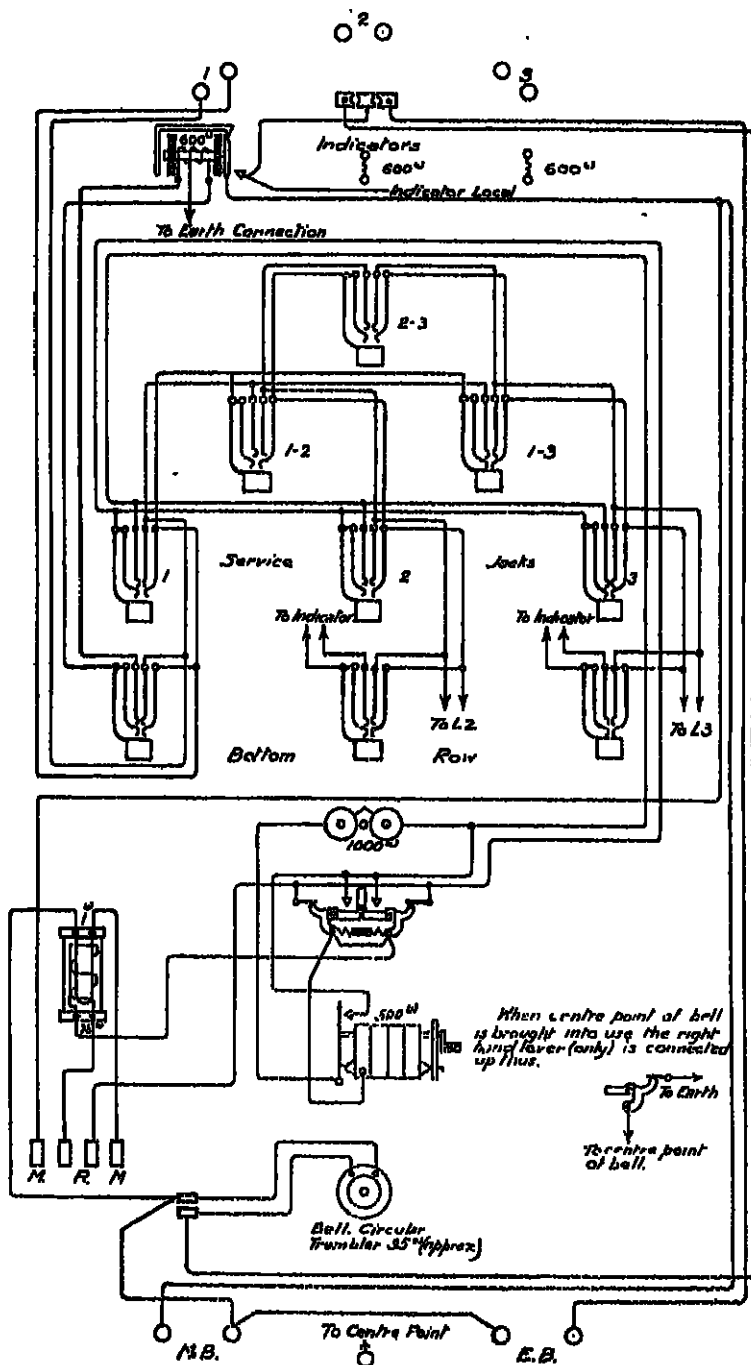 2
1
3
600ω
Indicators
600ω
600ω
Indicator Local
To Earth Connection
2-3
1-2
1-3
1
Service
2
Jacks
3
To Indicator
To Indicator
To L2
To L3
Bottom
Row
1000ω
1ω
500ω
When centre point of bell
is brought into use the right
hand lever (only) is connected
up thus.
To Earth
To centre point
of bell.
M.
R.
M
Bell. Circular
Trembler 35ω (approx)
M.B.
To Centre Point
E.B.